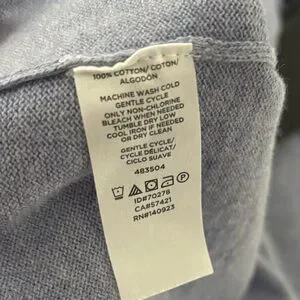 100% COTTON/ COTON/
ALGODÓN
MACHINE WASH COLD
GENTLE CYCLE
ONLY NON-CHLORINE
BLEACH WHEN NEEDED
TUMBLE DRY LOW
COOL IRON IF NEEDED
OR DRY CLEAN
GENTLE CYCLE/
CYCLE DÉLICAT/
CICLO SUAVE
483504
P
ID#70278
CA#57421
RN#140923